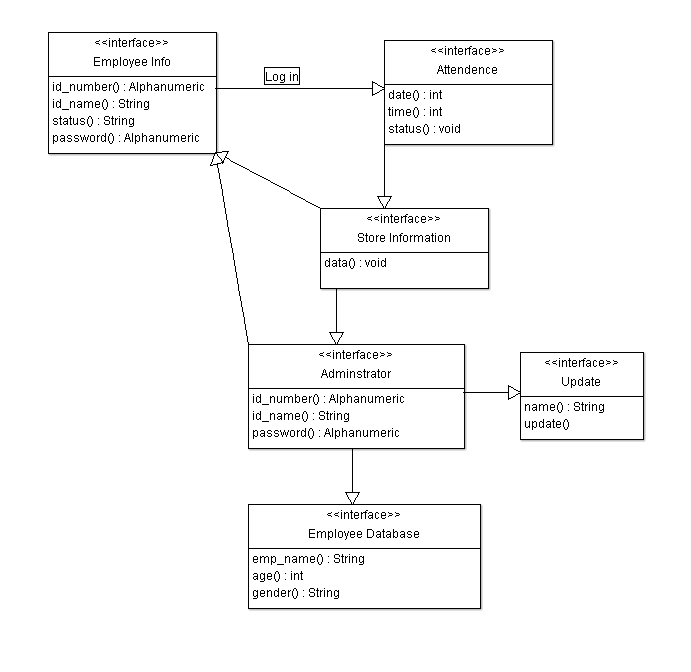 <<interface>>
Employee Info
id_number() : Alphanumeric
id_name() : String
status() : String
password() : Alphanumeric
Log in
<<interface>>
Attendence
date() : int
time() : int
status() : void
<<interface>>
Store Information
data() : void
<<interface>>
Adminstrator
id_number() : Alphanumeric
id_name() : String
password() : Alphanumeric
<<interface>>
Update
name() : String
update()
<<interface>>
Employee Database
emp_name() : String
age() : int
gender() : String